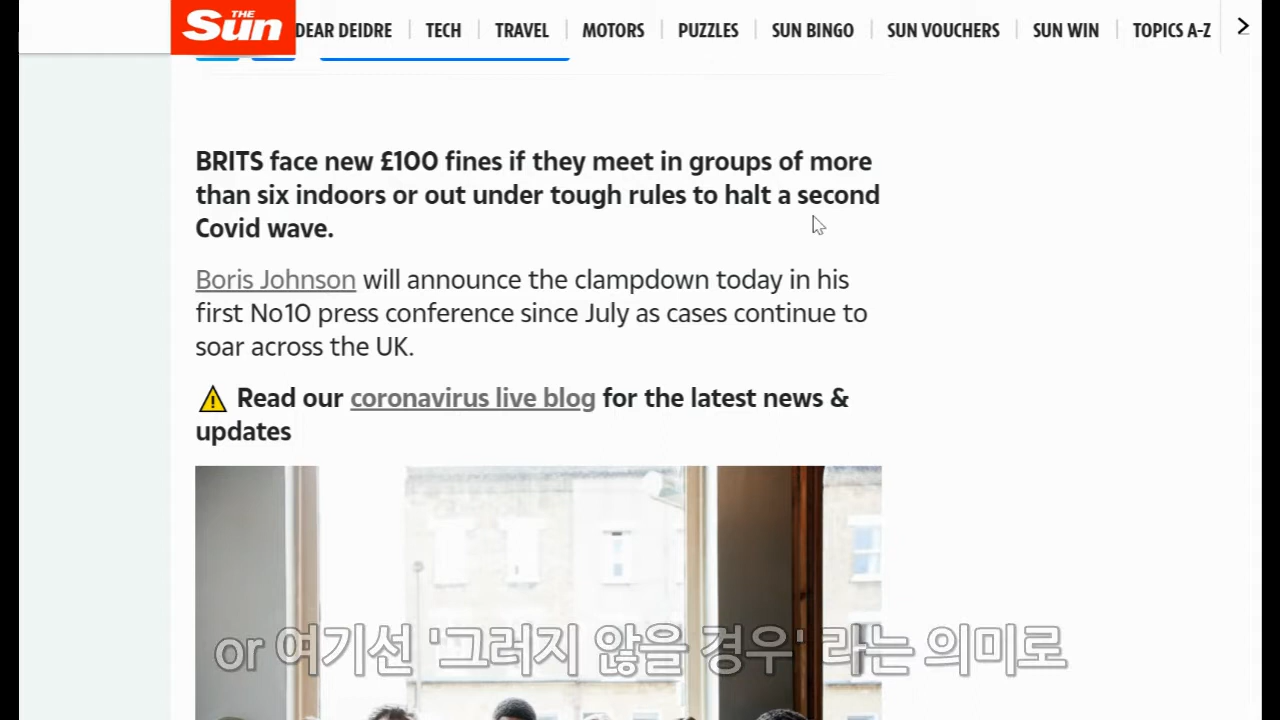 THE
Sun
DEAR DEIDRE TECH TRAVEL MOTORS PUZZLES SUN BINGO SUN VOUCHERS SUN WIN TOPICS A-Z
BRITS face new £100 fines if they meet in groups of more
than six indoors or out under tough rules to halt a second
Covid wave.
Boris Johnson will announce the clampdown today in his
first No10 press conference since July as cases continue to
soar across the UK.
Read our coronavirus live blog for the latest news &
updates
or 여기선 '그러지 않을 경우' 라는 의미로